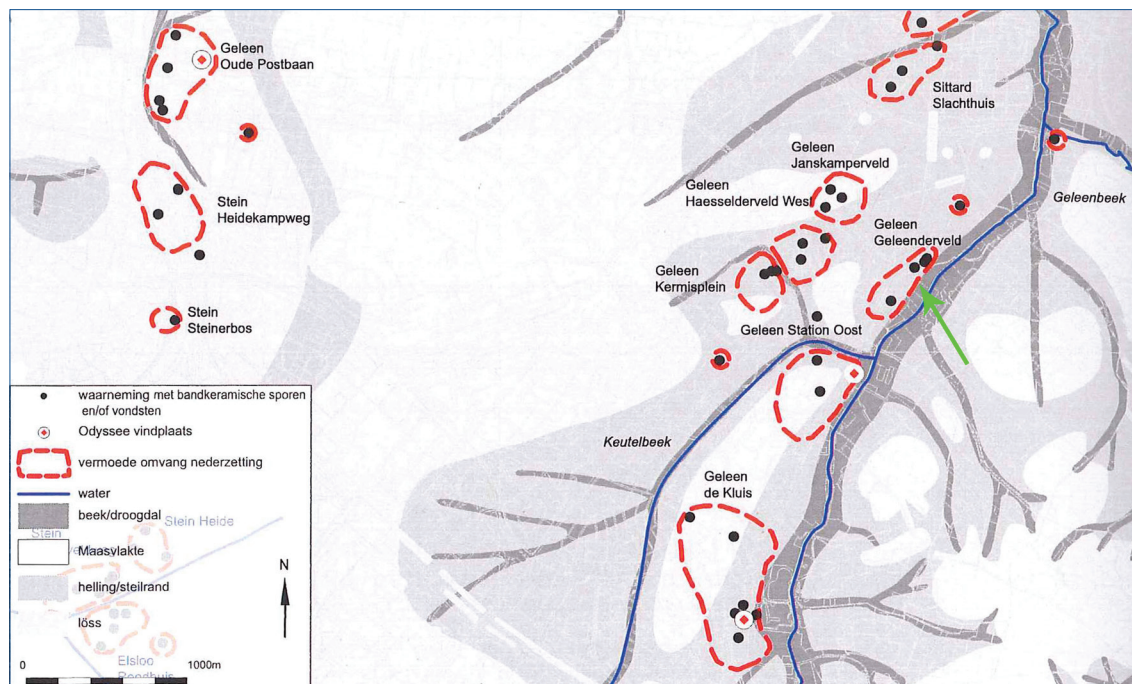 Geleen
Oude Postbaan
Sittard
Slachthuis
Geleen
Janskamperveld
Geleen
Haesselderveld West
Geleenbeek
Stein
Heidekampweg
Geleen
Geleenderveld
Geleen
Kermisplein
Stein
Steinerbos
Geleen Station Oost
waarneming met bandkeramische sporen
en/of vondsten
Odyssee vindplaats
vermoede omvang nederzetting
water
beek/droogdal
Maasvlakte
helling/steilrand
löss
Keutelbeek
Geleen
de Kluis
Stein Heide
Stein
Elsloo
N
0 1000m